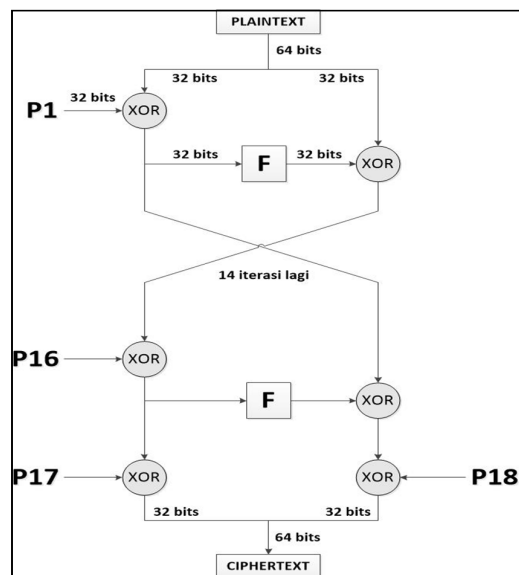 PLAINTEXT
64 bits
32 bits 32 bits
32 bits
P1 XOR XOR
32 bits F 32 bits
XOR
14 iterasi lagi
P16 XOR
F XOR
P17 XOR XOR P18
32 bits 32 bits
64 bits
CIPHERTEXT